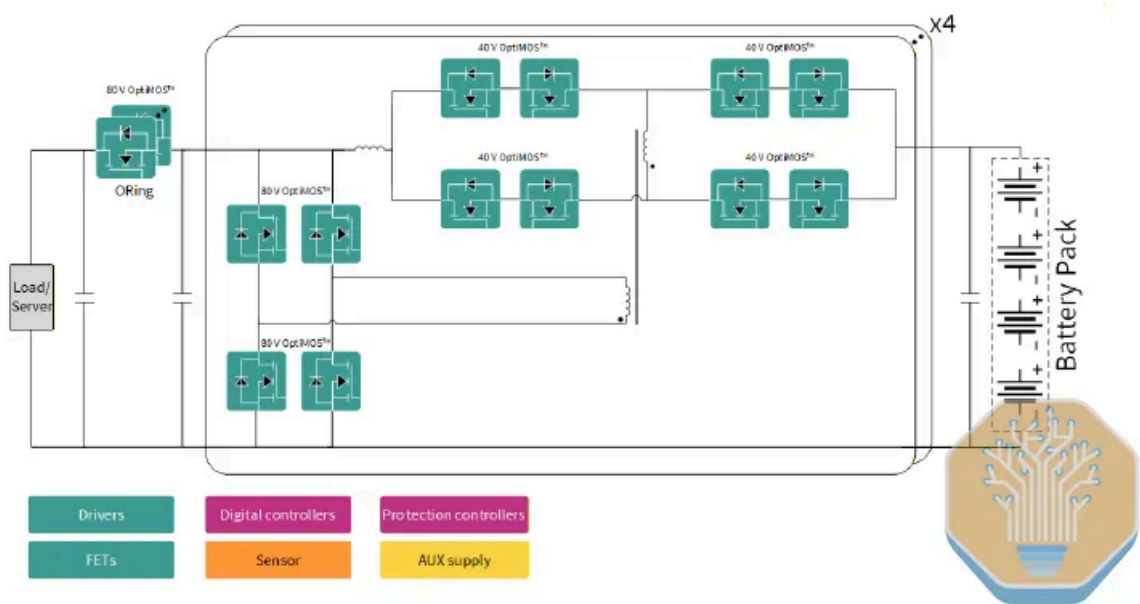 x4
40 V OptiMOS™
40 V OptiMOS™
80 V OptiMOS™
ORing
40 V OptiMOS™
40 V OptiMOS™
80 V OptiMOS™
Load/
Server
80 V OptiMOS™
+
-
+
-
+
-
+
Battery Pack
Drivers
Digital controllers
Protection controllers
FETs
Sensor
AUX supply